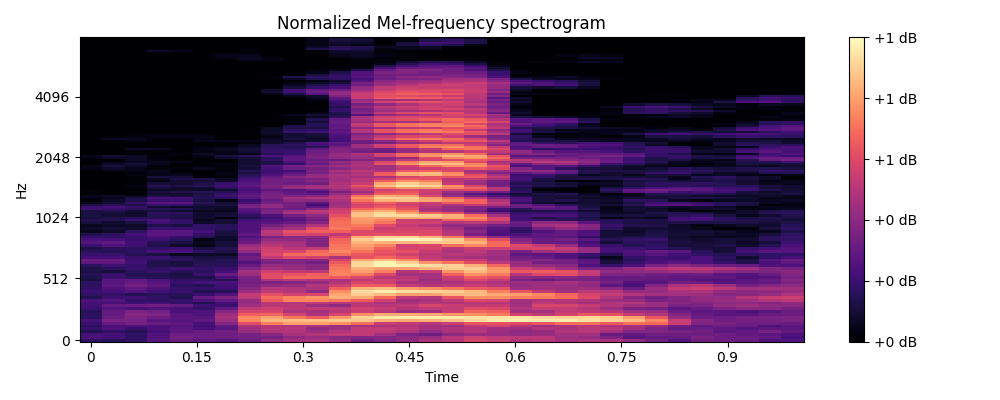 Normalized Mel-frequency spectrogram
Hz
4096
2048
1024
512
0
0 0.15 0.3 0.45 0.6 0.75 0.9
Time
+1 dB
+1 dB
+1 dB
+0 dB
+0 dB
+0 dB